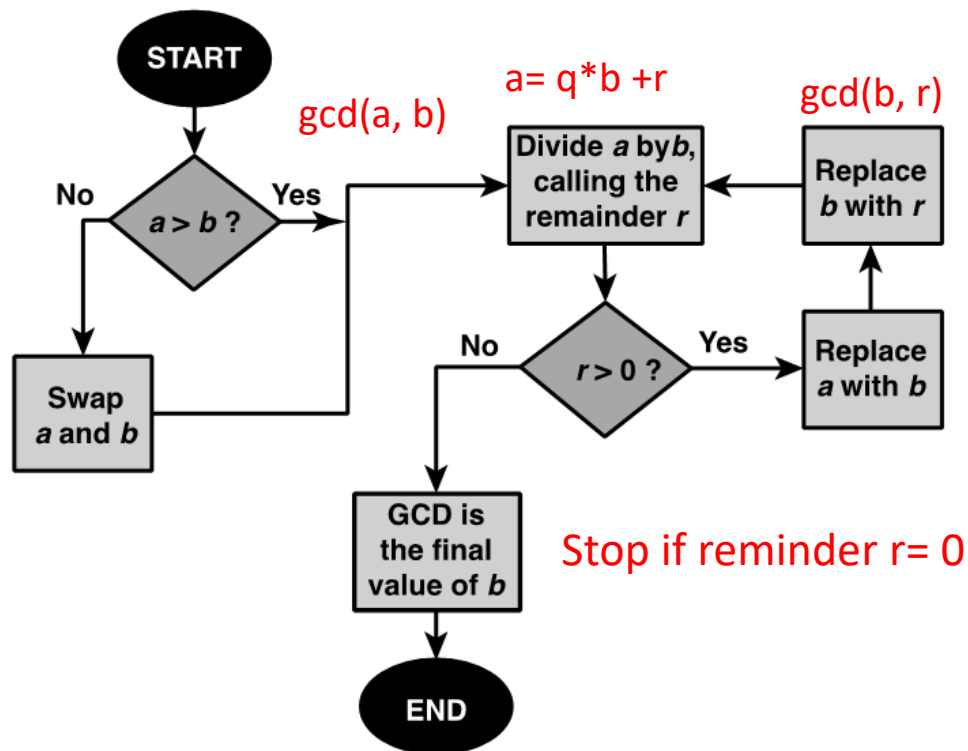 START
gcd(a, b)
a= q*b +r
gcd(b, r)
No
Yes
a > b ?
Swap
a and b
Divide a by b,
calling the
remainder r
Replace
b with r
No
Yes
r > 0 ?
Replace
a with b
GCD is
the final
value of b
Stop if reminder r= 0
END